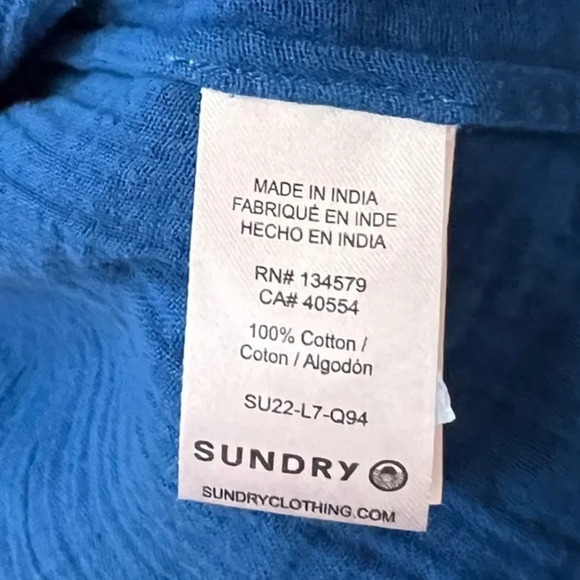 MADE IN INDIA
FABRIQUÉ EN INDE
HECHO EN INDIA
RN# 134579
CA# 40554
100% Cotton /
Coton / Algodón
SU22-L7-Q94
SUNDRY
SUNDRYCLOTHING.COM